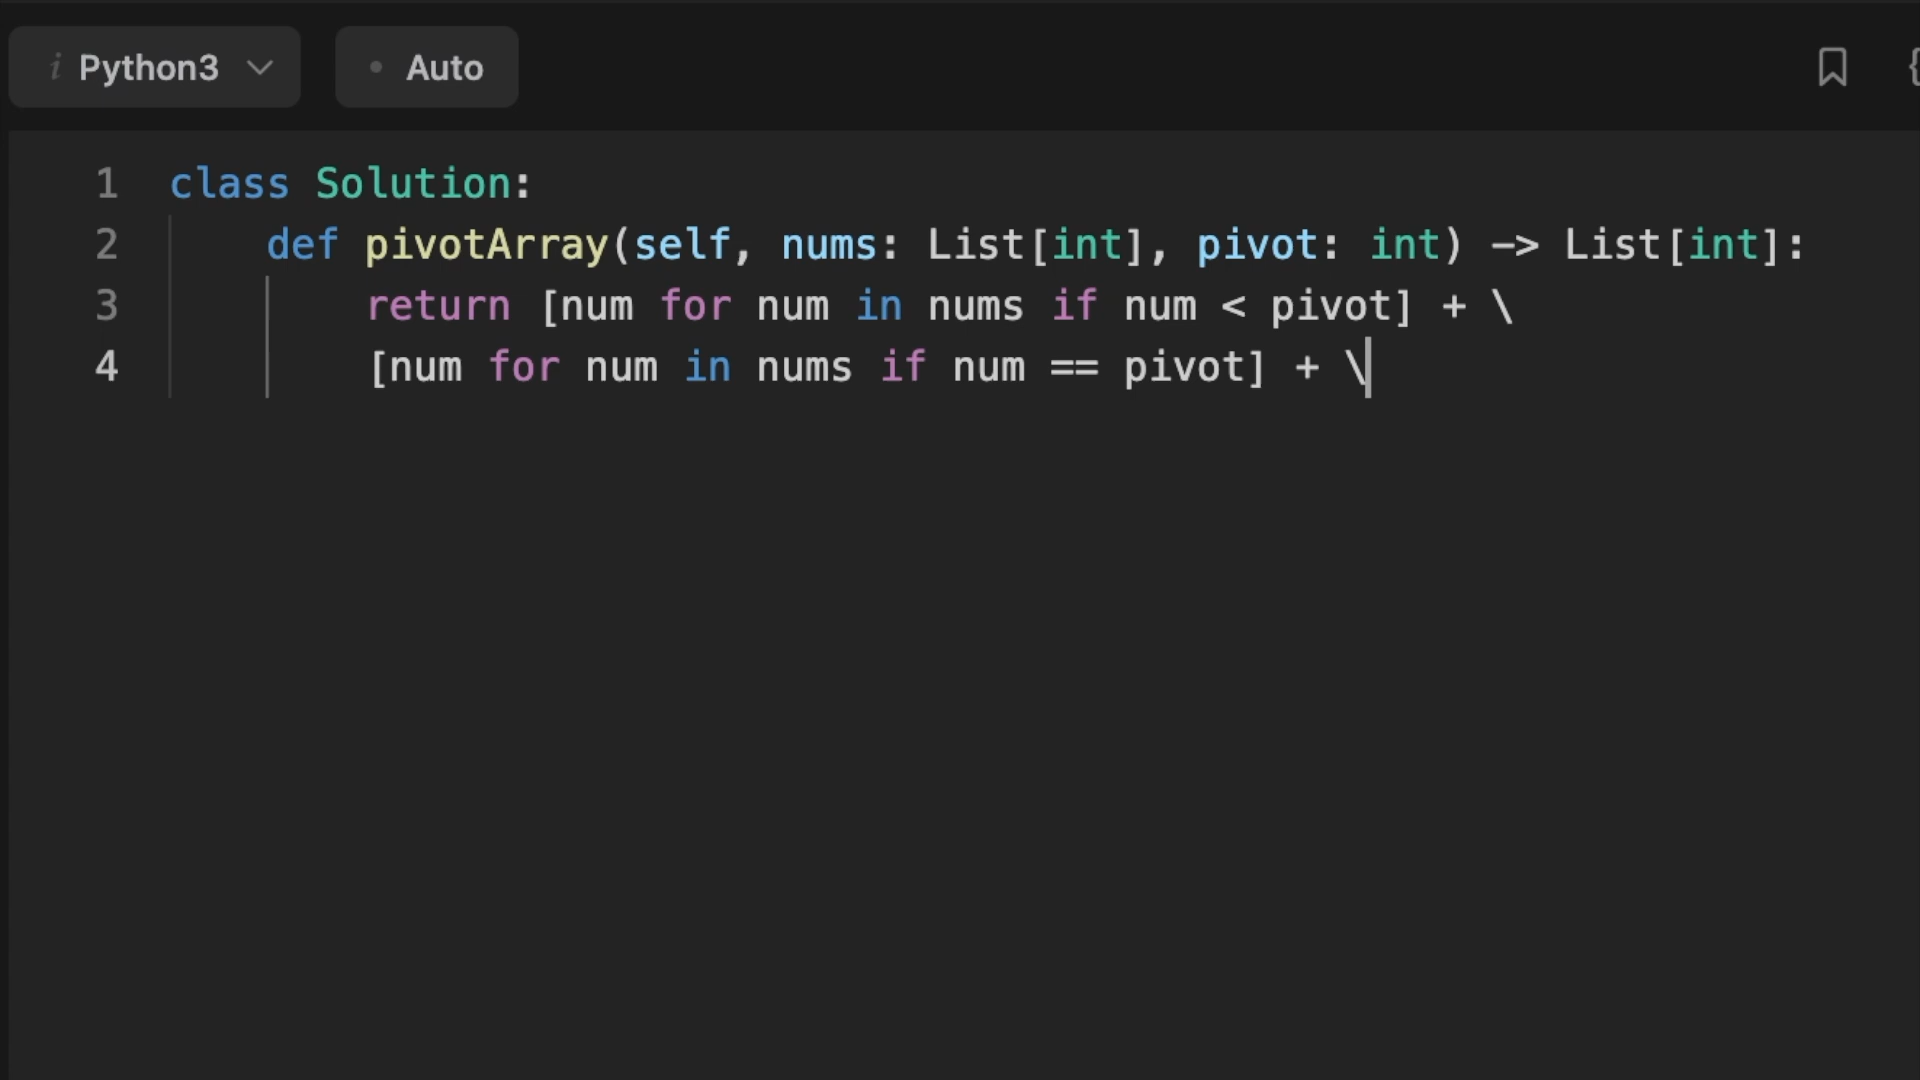 i Python3 Auto {
1 class Solution:
2 def pivotArray(self, nums: List[int], pivot: int) -> List[int]:
3 return [num for num in nums if num < pivot] + \
4 [num for num in nums if num == pivot] + \